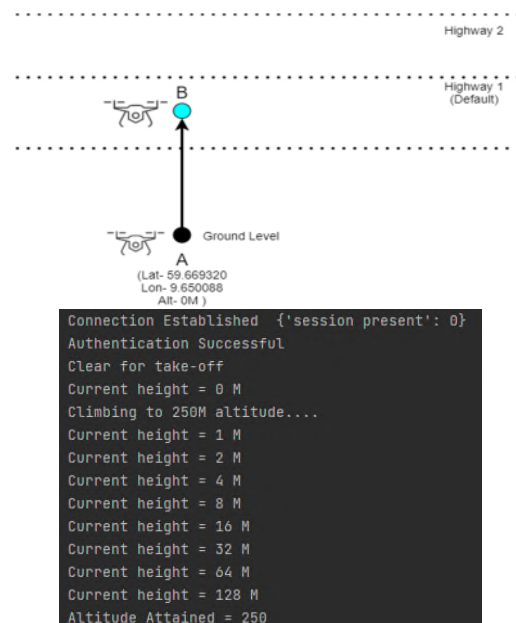 Highway 2
Highway 1
(Default)
B
Ground Level
A
(Lat- 59.669320
Lon- 9.650088
Alt- 0M )
Connection Established  {'session present': 0}
Authentication Successful
Clear for take-off
Current height = 0 M
Climbing to 250M altitude....
Current height = 1 M
Current height = 2 M
Current height = 4 M
Current height = 8 M
Current height = 16 M
Current height = 32 M
Current height = 64 M
Current height = 128 M
Altitude Attained = 250